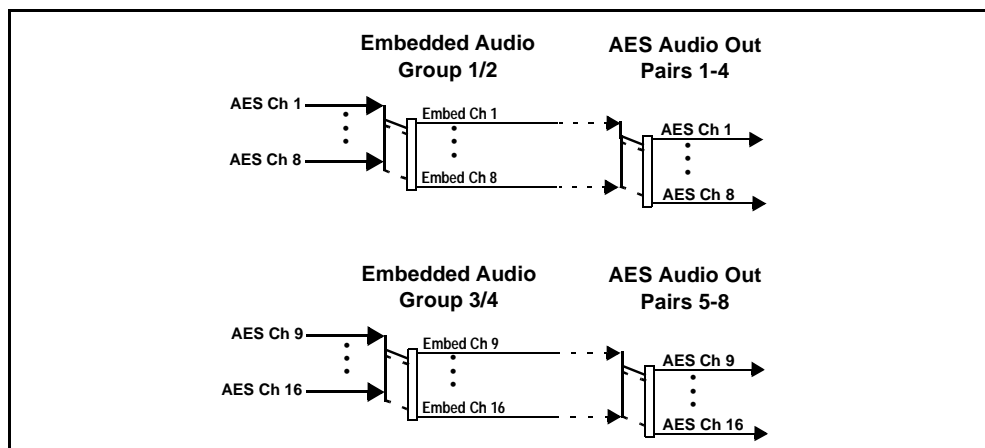 Embedded Audio
Group 1/2
AES Audio Out
Pairs 1-4
AES Ch 1
AES Ch 8
Embed Ch 1
Embed Ch 8
AES Ch 1
AES Ch 8
Embedded Audio
Group 3/4
AES Audio Out
Pairs 5-8
AES Ch 9
AES Ch 16
Embed Ch 9
Embed Ch 16
AES Ch 9
AES Ch 16